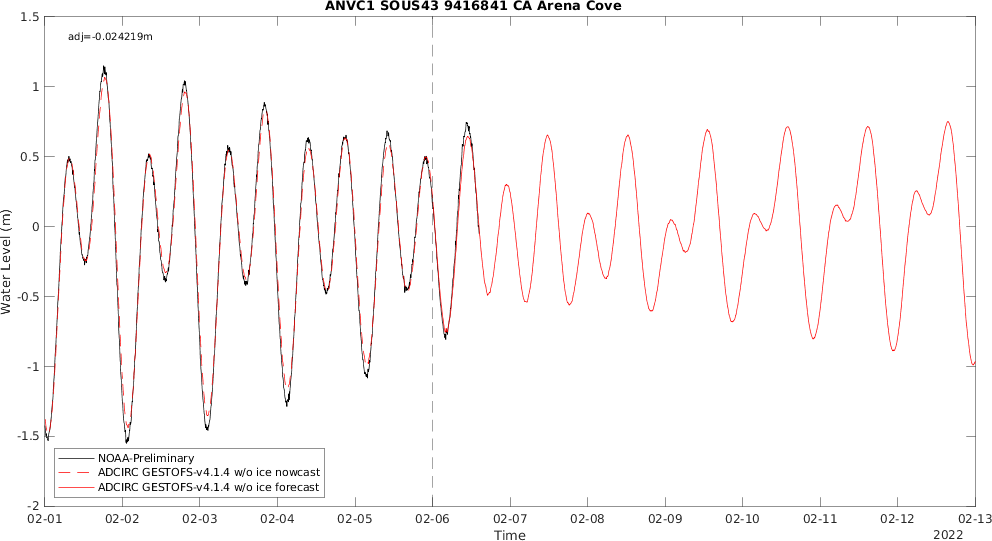 ANVC1 SOUS43 9416841 CA Arena Cove
adj=-0.024219m
1.5
1
0.5
0
-0.5
-1
-1.5
-2
Water Level (m)
NOAA-Preliminary
ADCIRC GESTOFS-v4.1.4 w/o ice nowcast
ADCIRC GESTOFS-v4.1.4 w/o ice forecast
02-01 02-02 02-03 02-04 02-05 02-06 02-07 02-08 02-09 02-10 02-11 02-12 02-13
Time
2022